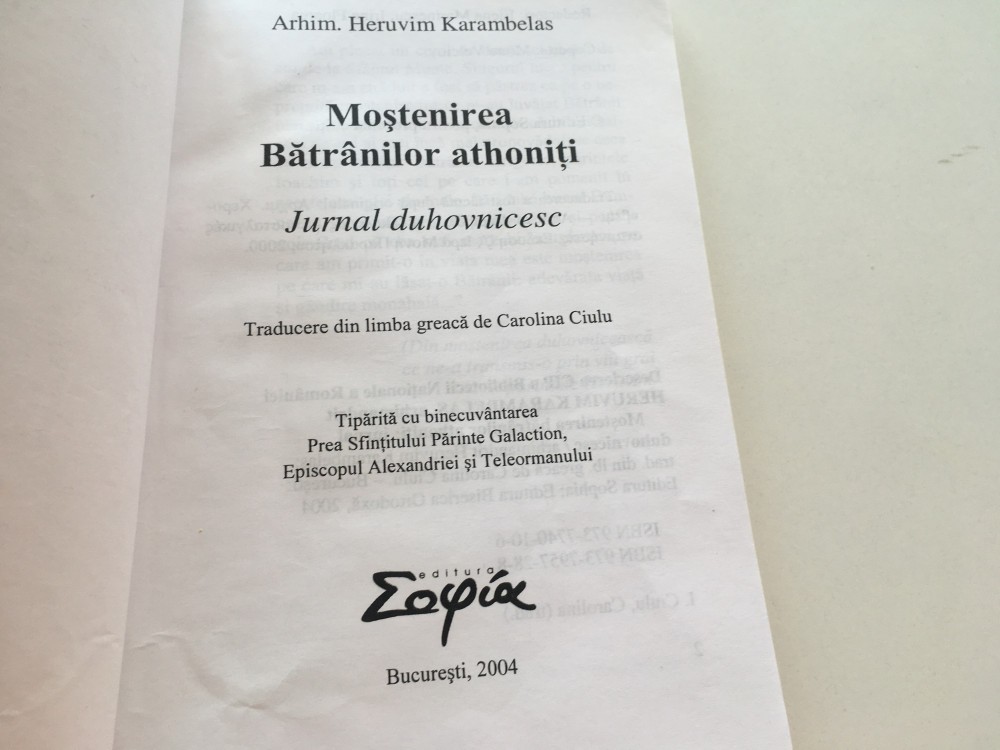 Arhim. Heruvim Karambelas
Moştenirea
Bătrânilor athoniţi
Jurnal duhovnicesc
Traducere din limba greacă de Carolina Ciulu
Tipărită cu binecuvântarea
Prea Sfinţitului Părinte Galaction,
Episcopul Alexandriei şi Teleormanului
editura
Σοφία
Bucureşti, 2004